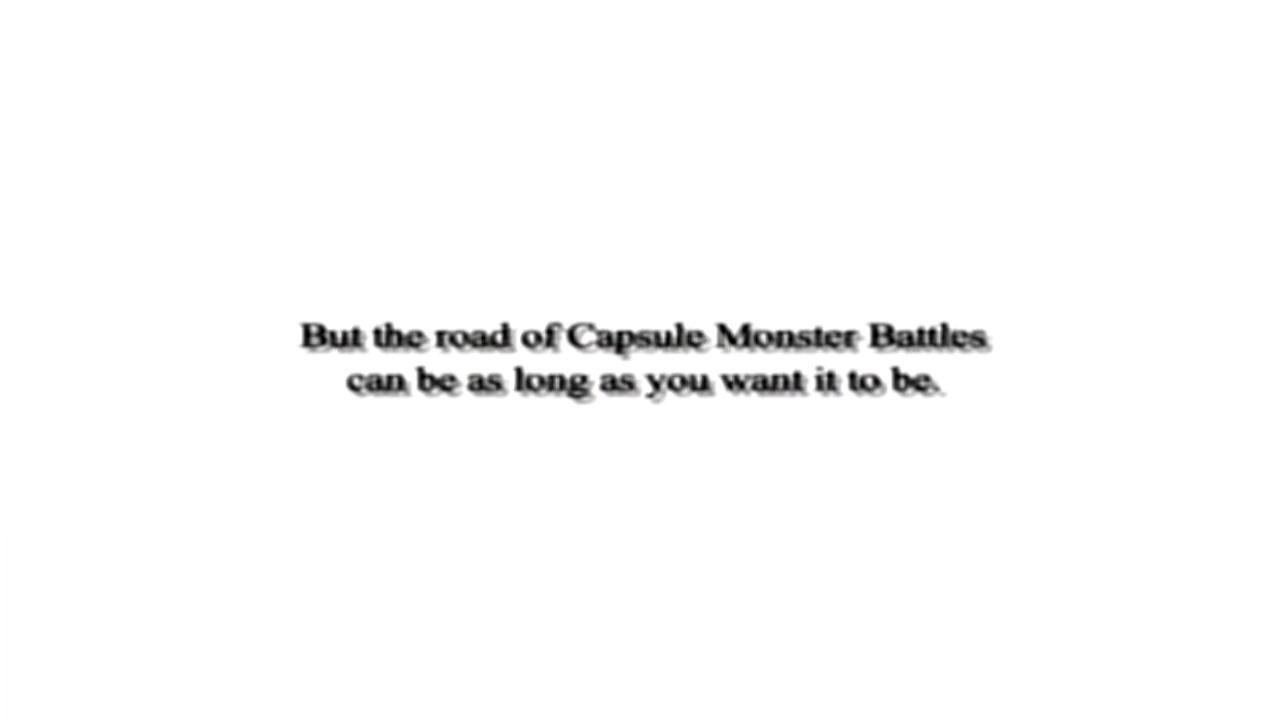 But the road of Capsule Monster Battles
can be as long as you want it to be.